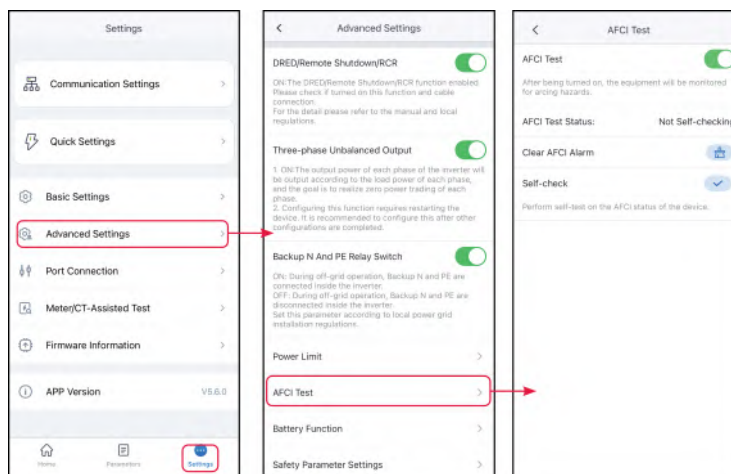 Settings
Communication Settings
Quick Settings
Basic Settings
Advanced Settings
Port Connection
Meter/CT-Assisted Test
Firmware Information
APP Version V5.6.0
Home Parameters Settings
Advanced Settings
DRED/Remote Shutdown/RCR
ON:The DRED/Remote Shutdown/RCR function enabled.
Please check if turned on this function and cable
connection.
For the detail please refer to the manual and local
regulations.
Three-phase Unbalanced Output
1. ON:The output power of each phase of the inverter will
be output according to the load power of each phase,
and the goal is to realize zero power trading of each
phase.
2. Configuring this function requires restarting the
device. It is recommended to configure this after other
configurations are completed.
Backup N And PE Relay Switch
ON: During off-grid operation, Backup N and PE are
connected inside the inverter.
OFF: During off-grid operation, Backup N and PE are
disconnected inside the inverter.
Set this parameter according to local power grid
installation regulations.
Power Limit
AFCI Test
Battery Function
Safety Parameter Settings
AFCI Test
AFCI Test
After being turned on, the equipment will be monitored
for arcing hazards.
AFCI Test Status: Not Self-checking
Clear AFCI Alarm
Self-check
Perform self-test on the AFCI status of the device.